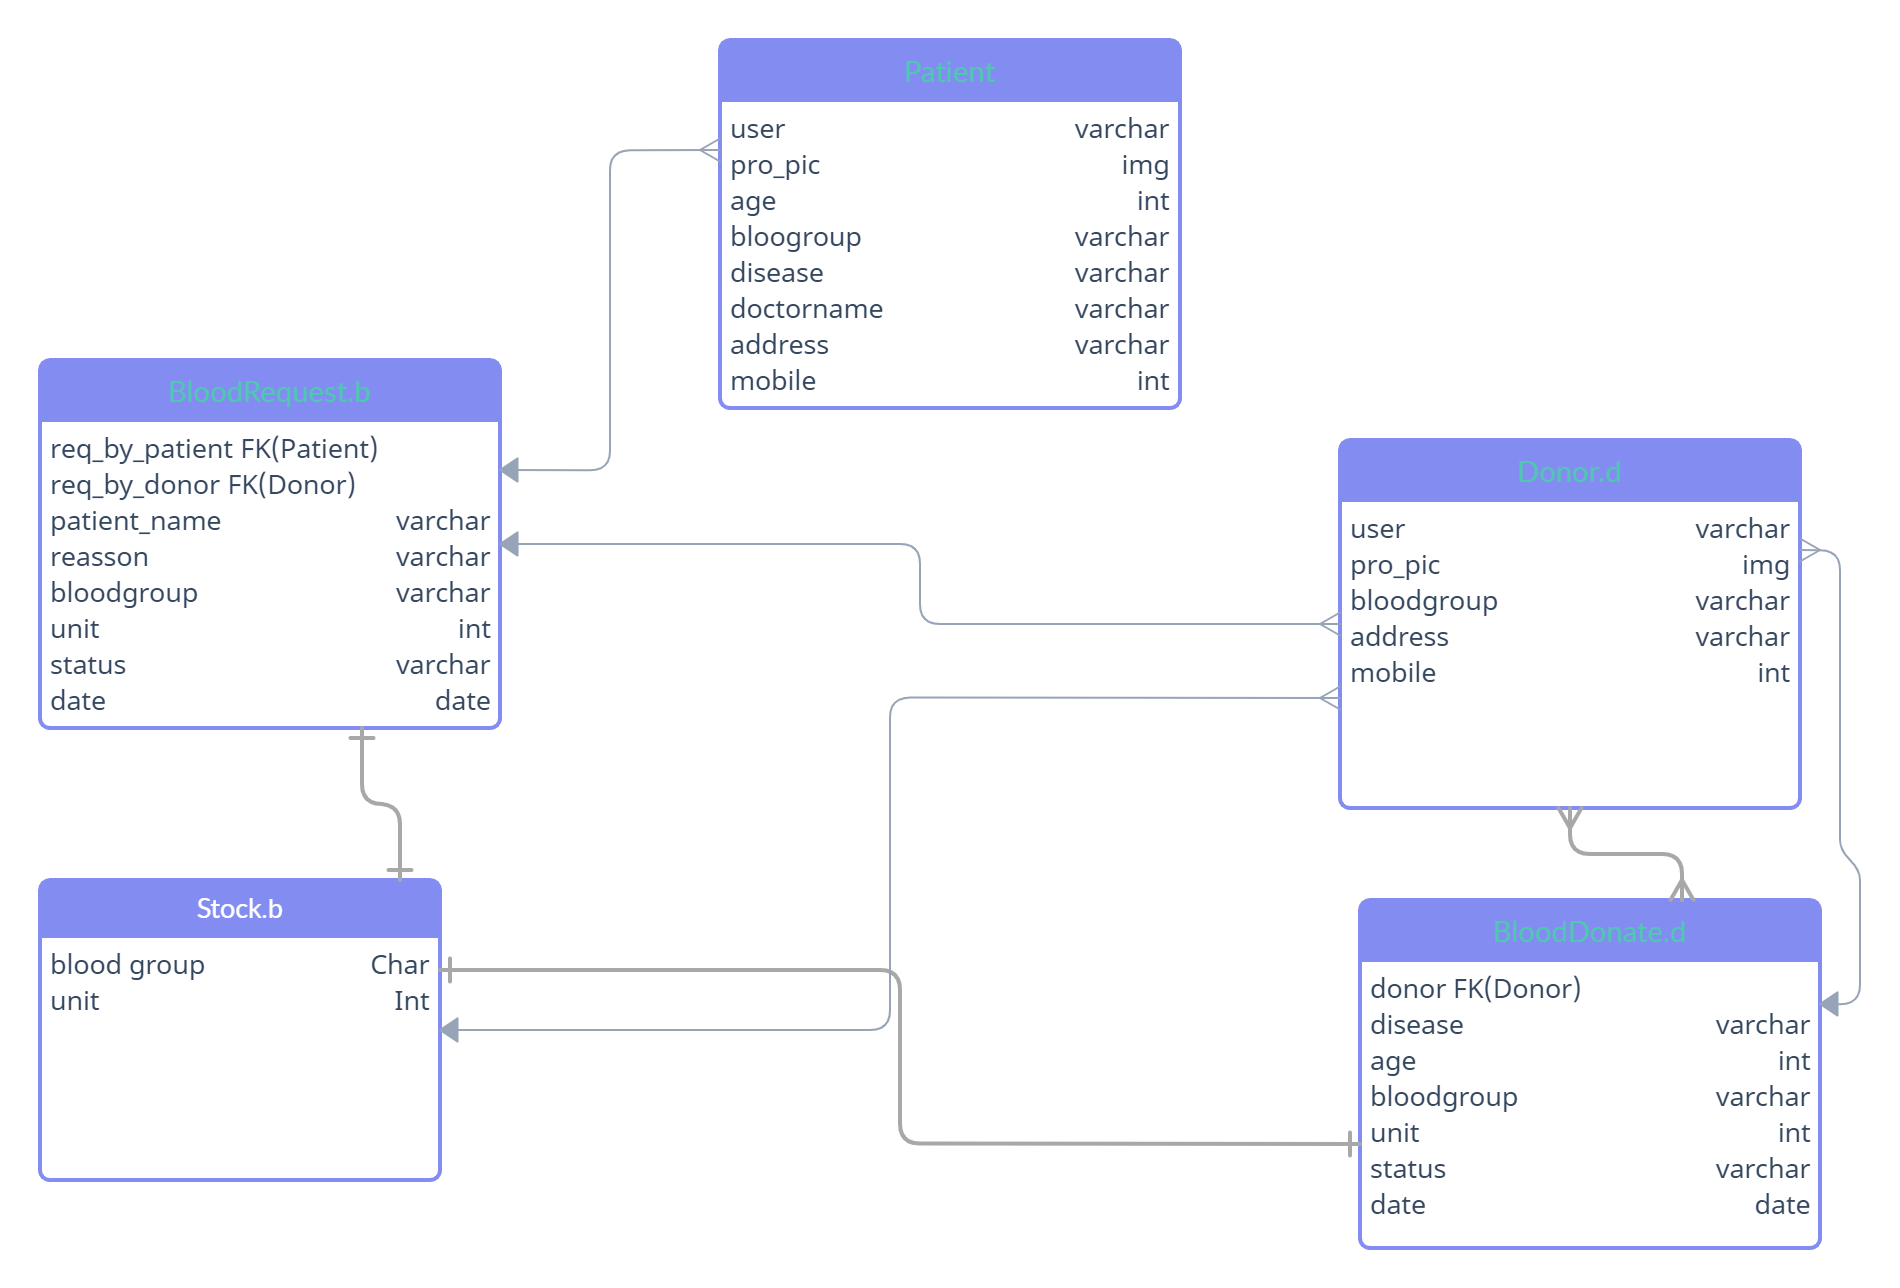 Patient
user varchar
pro_pic img
age int
bloogroup varchar
disease varchar
doctorname varchar
address varchar
mobile int
BloodRequest.b
req_by_patient FK(Patient)
req_by_donor FK(Donor)
patient_name varchar
reasson varchar
bloodgroup varchar
unit int
status varchar
date date
Donor.d
user varchar
pro_pic img
bloodgroup varchar
address varchar
mobile int
Stock.b
blood group Char
unit Int
BloodDonate.d
donor FK(Donor)
disease varchar
age int
bloodgroup varchar
unit int
status varchar
date date